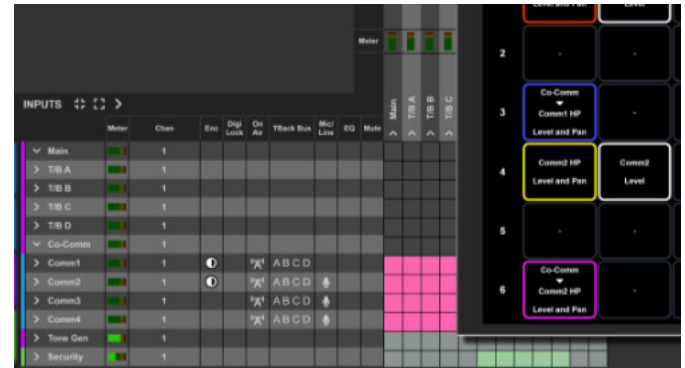 Level and Pan
Level
Meter
2
-
-
INPUTS
Main
T/B A
T/B B
T/B C
Meter
Chan
Enc
Digi Lock
On Air
TBack Bus
Mic/ Line
EQ
Mute
3
Co-Comm
Comm1 HP
Level and Pan
-
Main 1
T/B A 1
T/B B 1
T/B C 1
T/B D 1
Co-Comm 1
Comm1 1 A B C D
Comm2 1 A B C D
Comm3 1 A B C D
Comm4 1 A B C D
Tone Gen 1
Security 1
4
Comm2 HP
Level and Pan
Comm2
Level
5
-
-
6
Co-Comm
Comm2 HP
Level and Pan
-